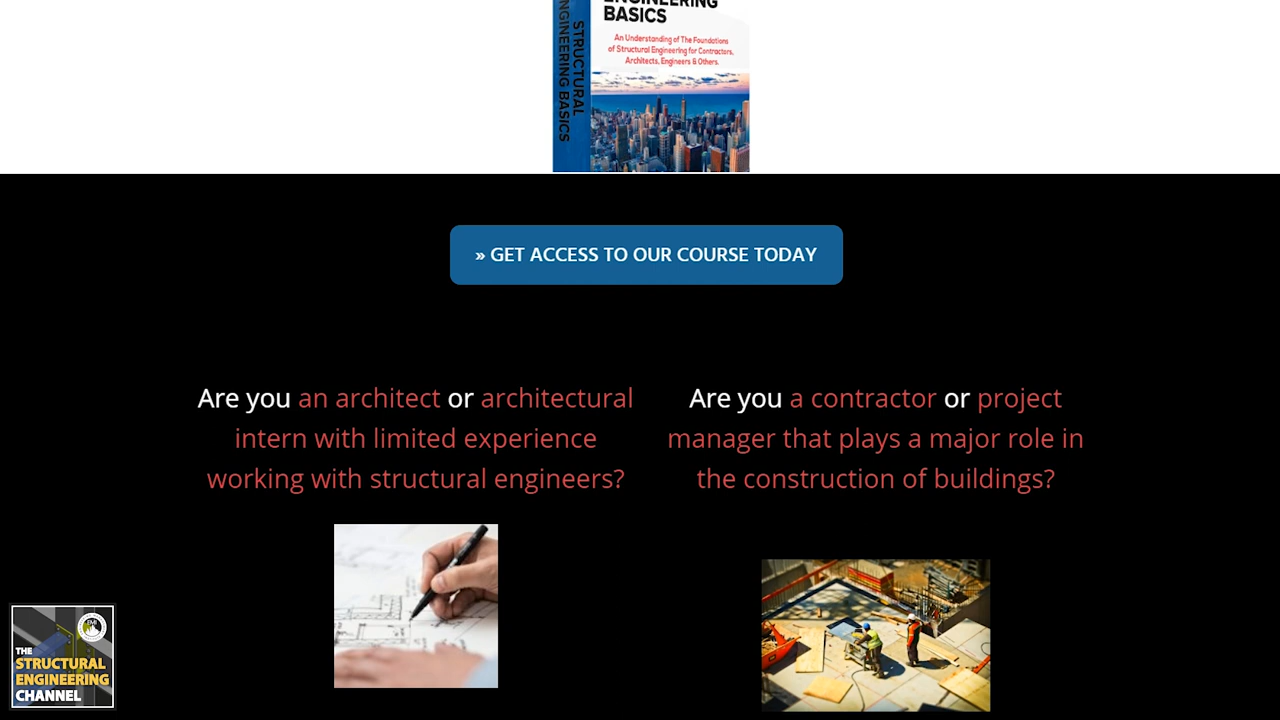 ENGINEERING
BASICS
An Understanding of The Foundations
of Structural Engineering for Contractors,
Architects, Engineers & Others.
STRUCTURAL
ENGINEERING BASICS
» GET ACCESS TO OUR COURSE TODAY
Are you an architect or architectural
intern with limited experience
working with structural engineers?
Are you a contractor or project
manager that plays a major role in
the construction of buildings?
EMI
THE
STRUCTURAL
ENGINEERING
CHANNEL